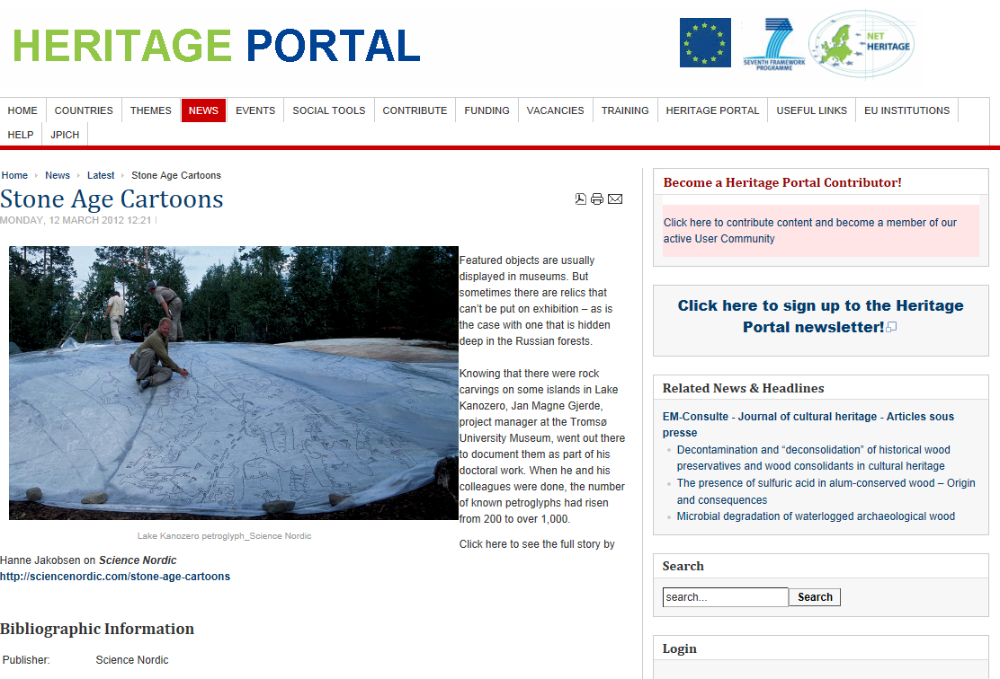 HERITAGE PORTAL
SEVENTH FRAMEWORK
PROGRAMME
NET
HERITAGE
HOME
COUNTRIES
THEMES
NEWS
EVENTS
SOCIAL TOOLS
CONTRIBUTE
FUNDING
VACANCIES
TRAINING
HERITAGE PORTAL
USEFUL LINKS
EU INSTITUTIONS
HELP
JPICH
Home
News
Latest
Stone Age Cartoons
Stone Age Cartoons
MONDAY, 12 MARCH 2012 12:21 |
Featured objects are usually
displayed in museums. But
sometimes there are relics that
can't be put on exhibition – as is
the case with one that is hidden
deep in the Russian forests.
Knowing that there were rock
carvings on some islands in Lake
Kanozero, Jan Magne Gjerde,
project manager at the Tromsø
University Museum, went out there
to document them as part of his
doctoral work. When he and his
colleagues were done, the number
of known petroglyphs had risen
from 200 to over 1,000.
Lake Kanozero petroglyph_Science Nordic
Click here to see the full story by
Hanne Jakobsen on Science Nordic
http://sciencenordic.com/stone-age-cartoons
Bibliographic Information
Publisher: Science Nordic
Become a Heritage Portal Contributor!
Click here to contribute content and become a member of our
active User Community
Click here to sign up to the Heritage
Portal newsletter!
Related News & Headlines
EM-Consulte - Journal of cultural heritage - Articles sous
presse
Decontamination and “deconsolidation” of historical wood
preservatives and wood consolidants in cultural heritage
The presence of sulfuric acid in alum-conserved wood – Origin
and consequences
Microbial degradation of waterlogged archaeological wood
Search
search...
Search
Login